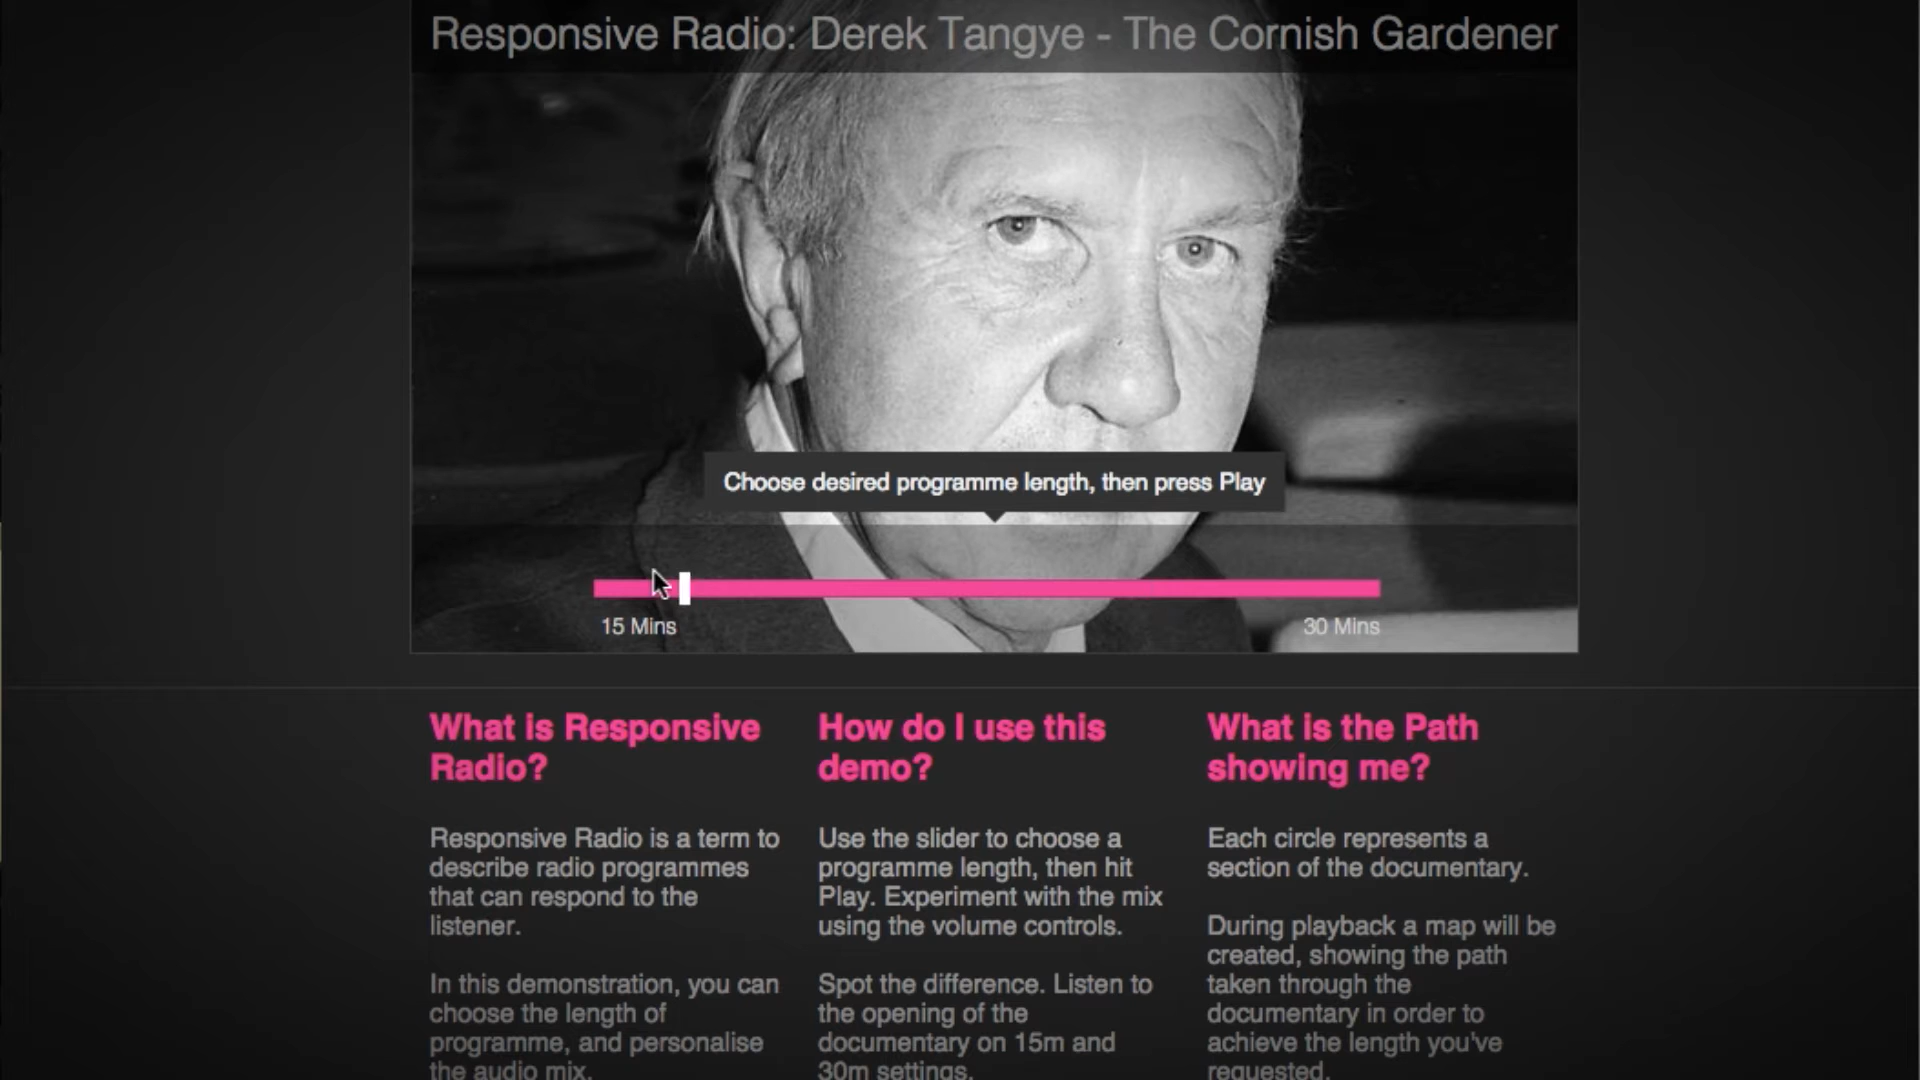 Responsive Radio: Derek Tangye - The Cornish Gardener
Choose desired programme length, then press Play
15 Mins
30 Mins
What is Responsive
Radio?
Responsive Radio is a term to
describe radio programmes
that can respond to the
listener.
In this demonstration, you can
choose the length of
programme, and personalise
the audio mix.
How do I use this
demo?
Use the slider to choose a
programme length, then hit
Play. Experiment with the mix
using the volume controls.
Spot the difference. Listen to
the opening of the
documentary on 15m and
30m settings.
What is the Path
showing me?
Each circle represents a
section of the documentary.
During playback a map will be
created, showing the path
taken through the
documentary in order to
achieve the length you've
requested.